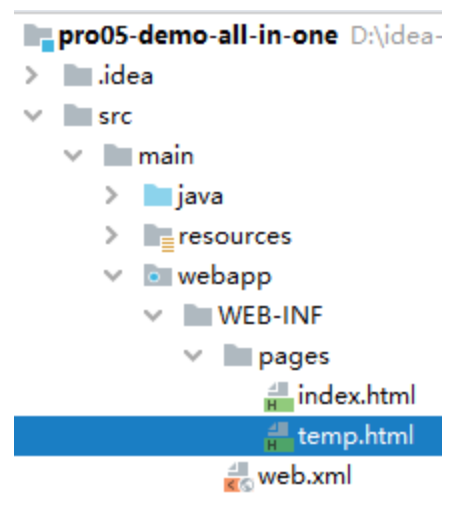 pro05-demo-all-in-one D:\idea-
.idea
src
main
java
resources
webapp
WEB-INF
pages
index.html
temp.html
web.xml